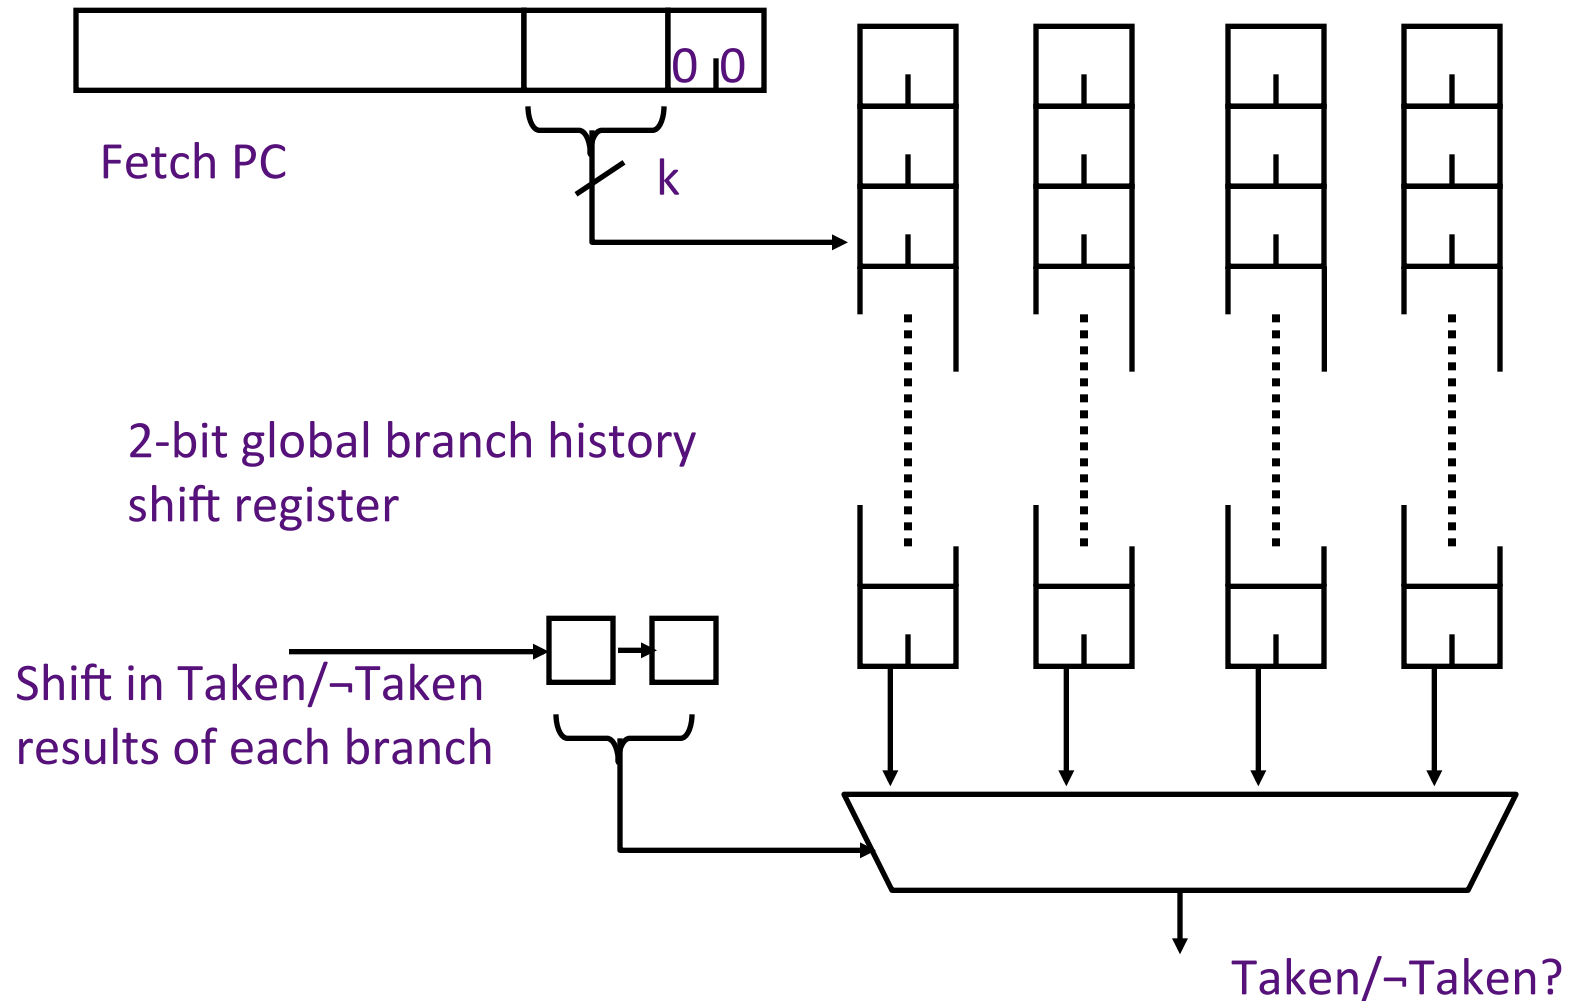 0 0
Fetch PC
k
2-bit global branch history
shift register
Shift in Taken/¬Taken
results of each branch
Taken/¬Taken?